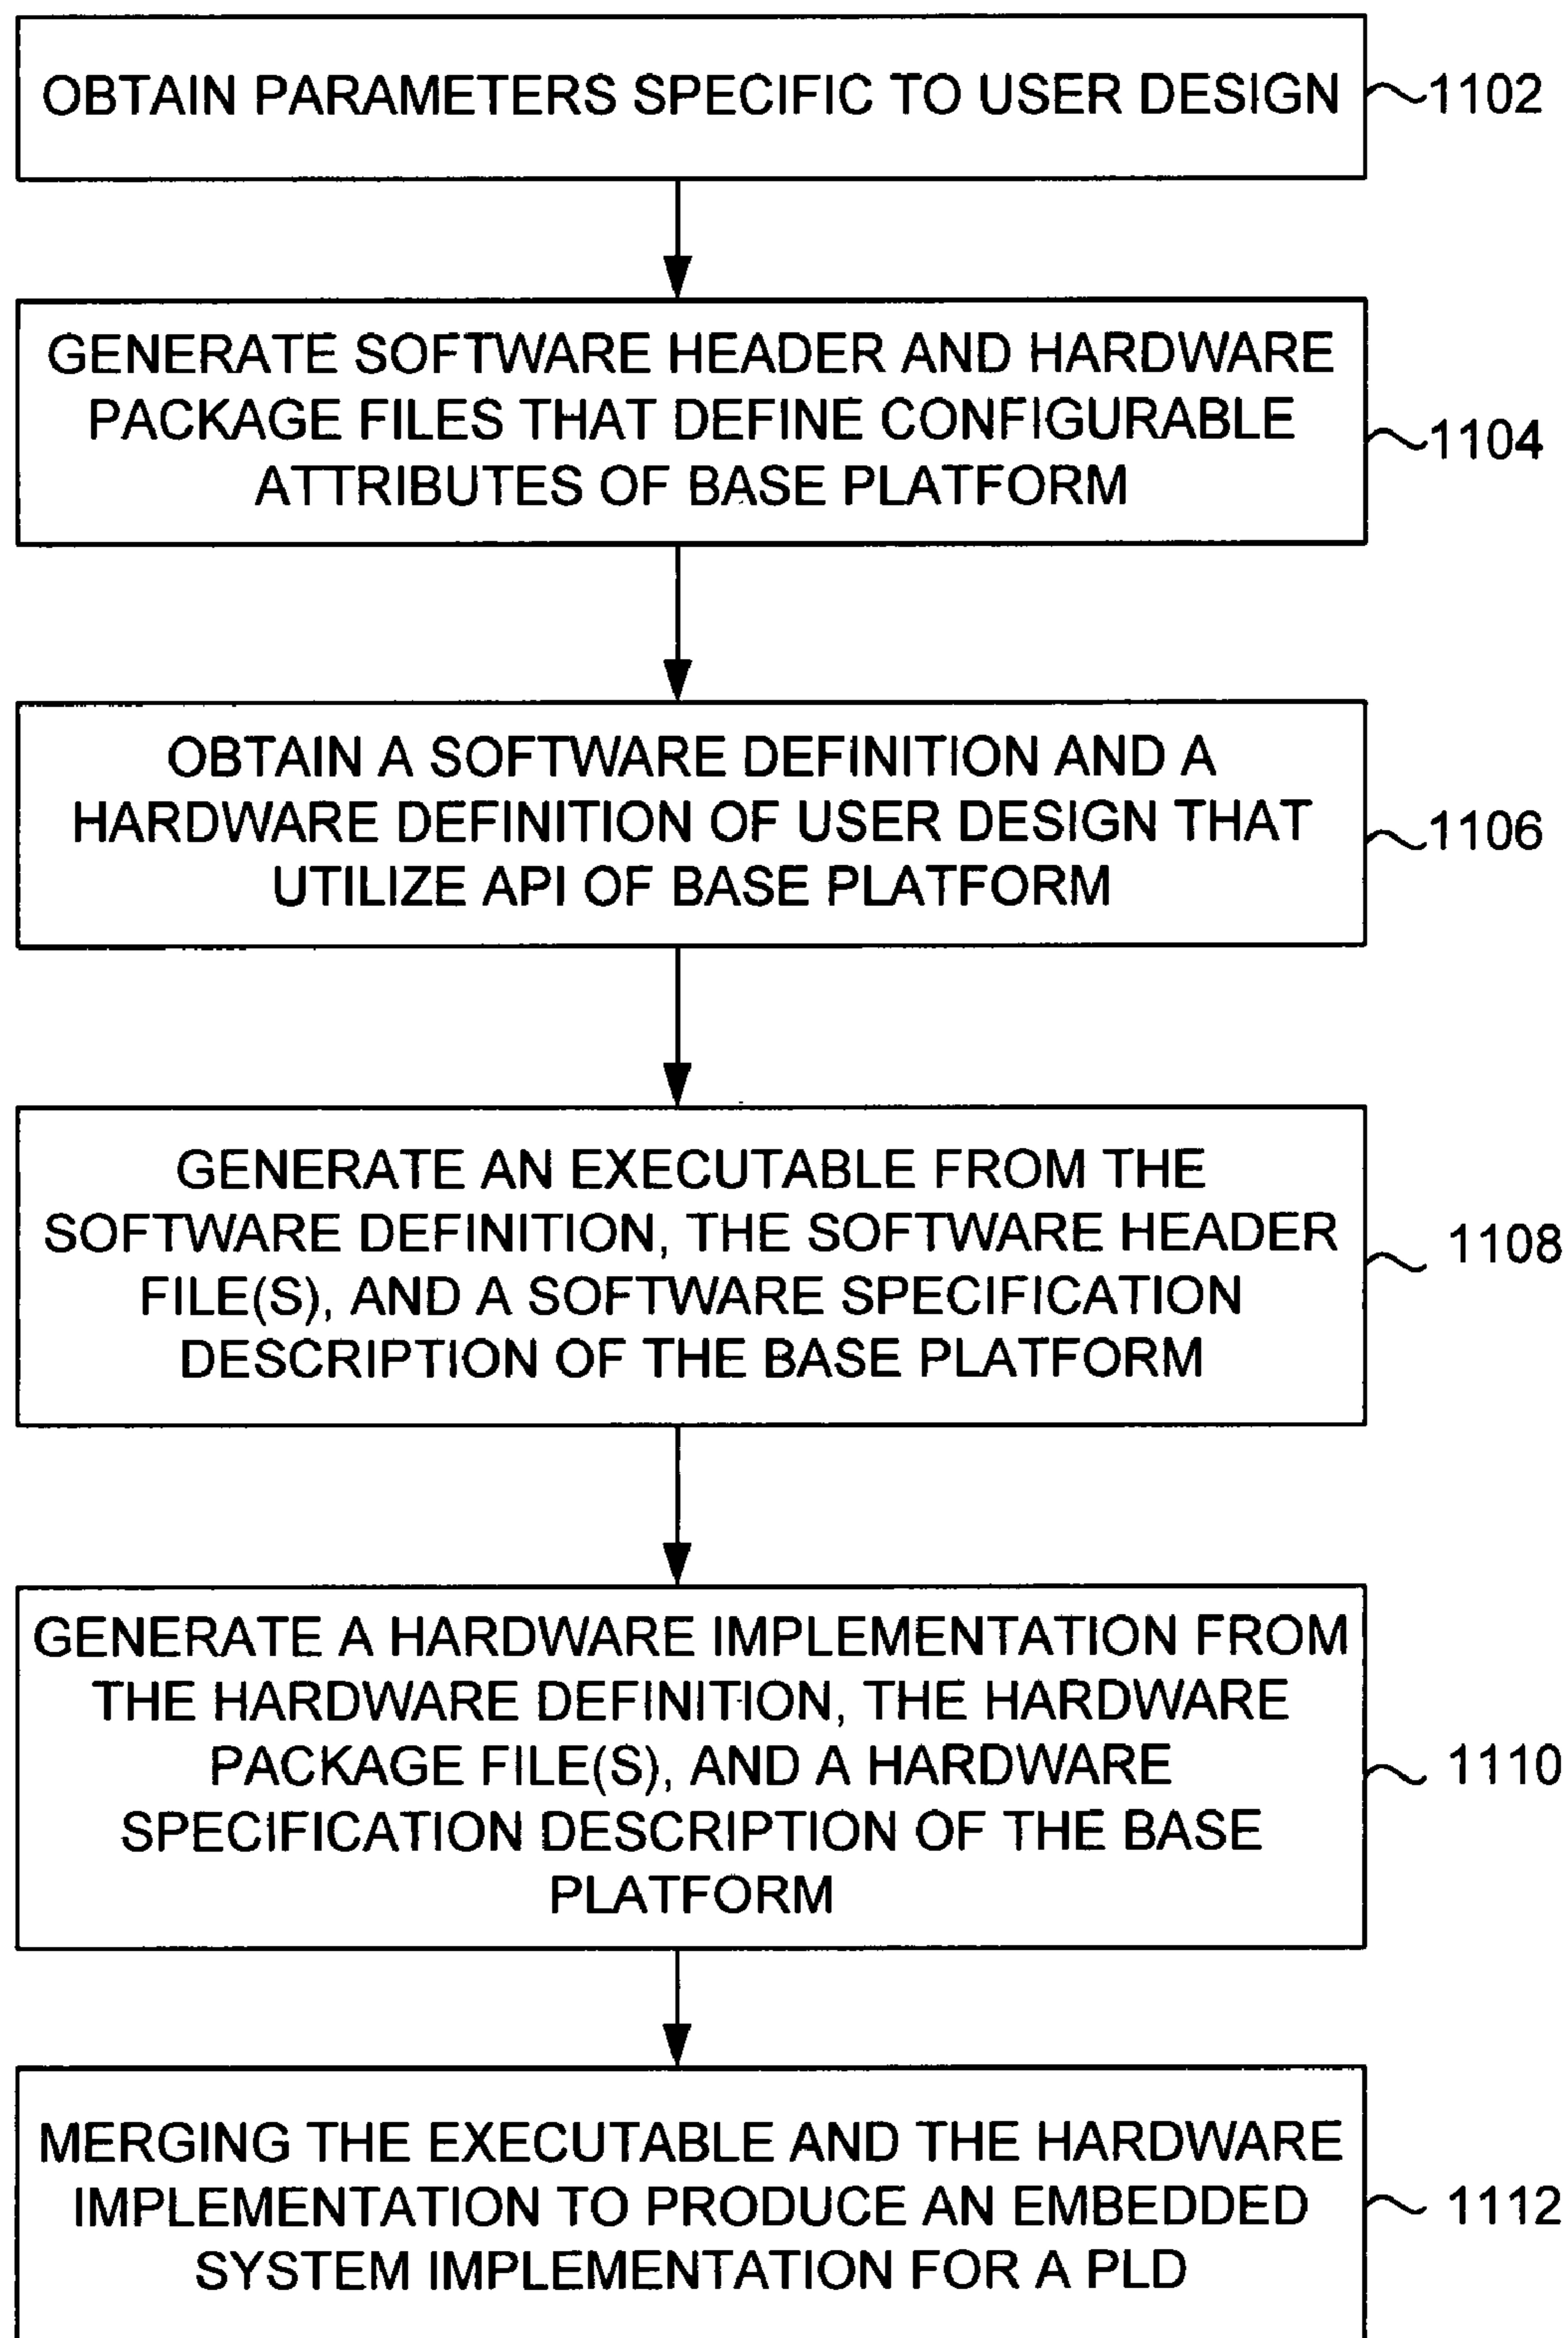 OBTAIN PARAMETERS SPECIFIC TO USER DESIGN
1102
GENERATE SOFTWARE HEADER AND HARDWARE
PACKAGE FILES THAT DEFINE CONFIGURABLE
ATTRIBUTES OF BASE PLATFORM
1104
OBTAIN A SOFTWARE DEFINITION AND A
HARDWARE DEFINITION OF USER DESIGN THAT
UTILIZE API OF BASE PLATFORM
1106
GENERATE AN EXECUTABLE FROM THE
SOFTWARE DEFINITION, THE SOFTWARE HEADER
FILE(S), AND A SOFTWARE SPECIFICATION
DESCRIPTION OF THE BASE PLATFORM
1108
GENERATE A HARDWARE IMPLEMENTATION FROM
THE HARDWARE DEFINITION, THE HARDWARE
PACKAGE FILE(S), AND A HARDWARE
SPECIFICATION DESCRIPTION OF THE BASE
PLATFORM
1110
MERGING THE EXECUTABLE AND THE HARDWARE
IMPLEMENTATION TO PRODUCE AN EMBEDDED
SYSTEM IMPLEMENTATION FOR A PLD
1112